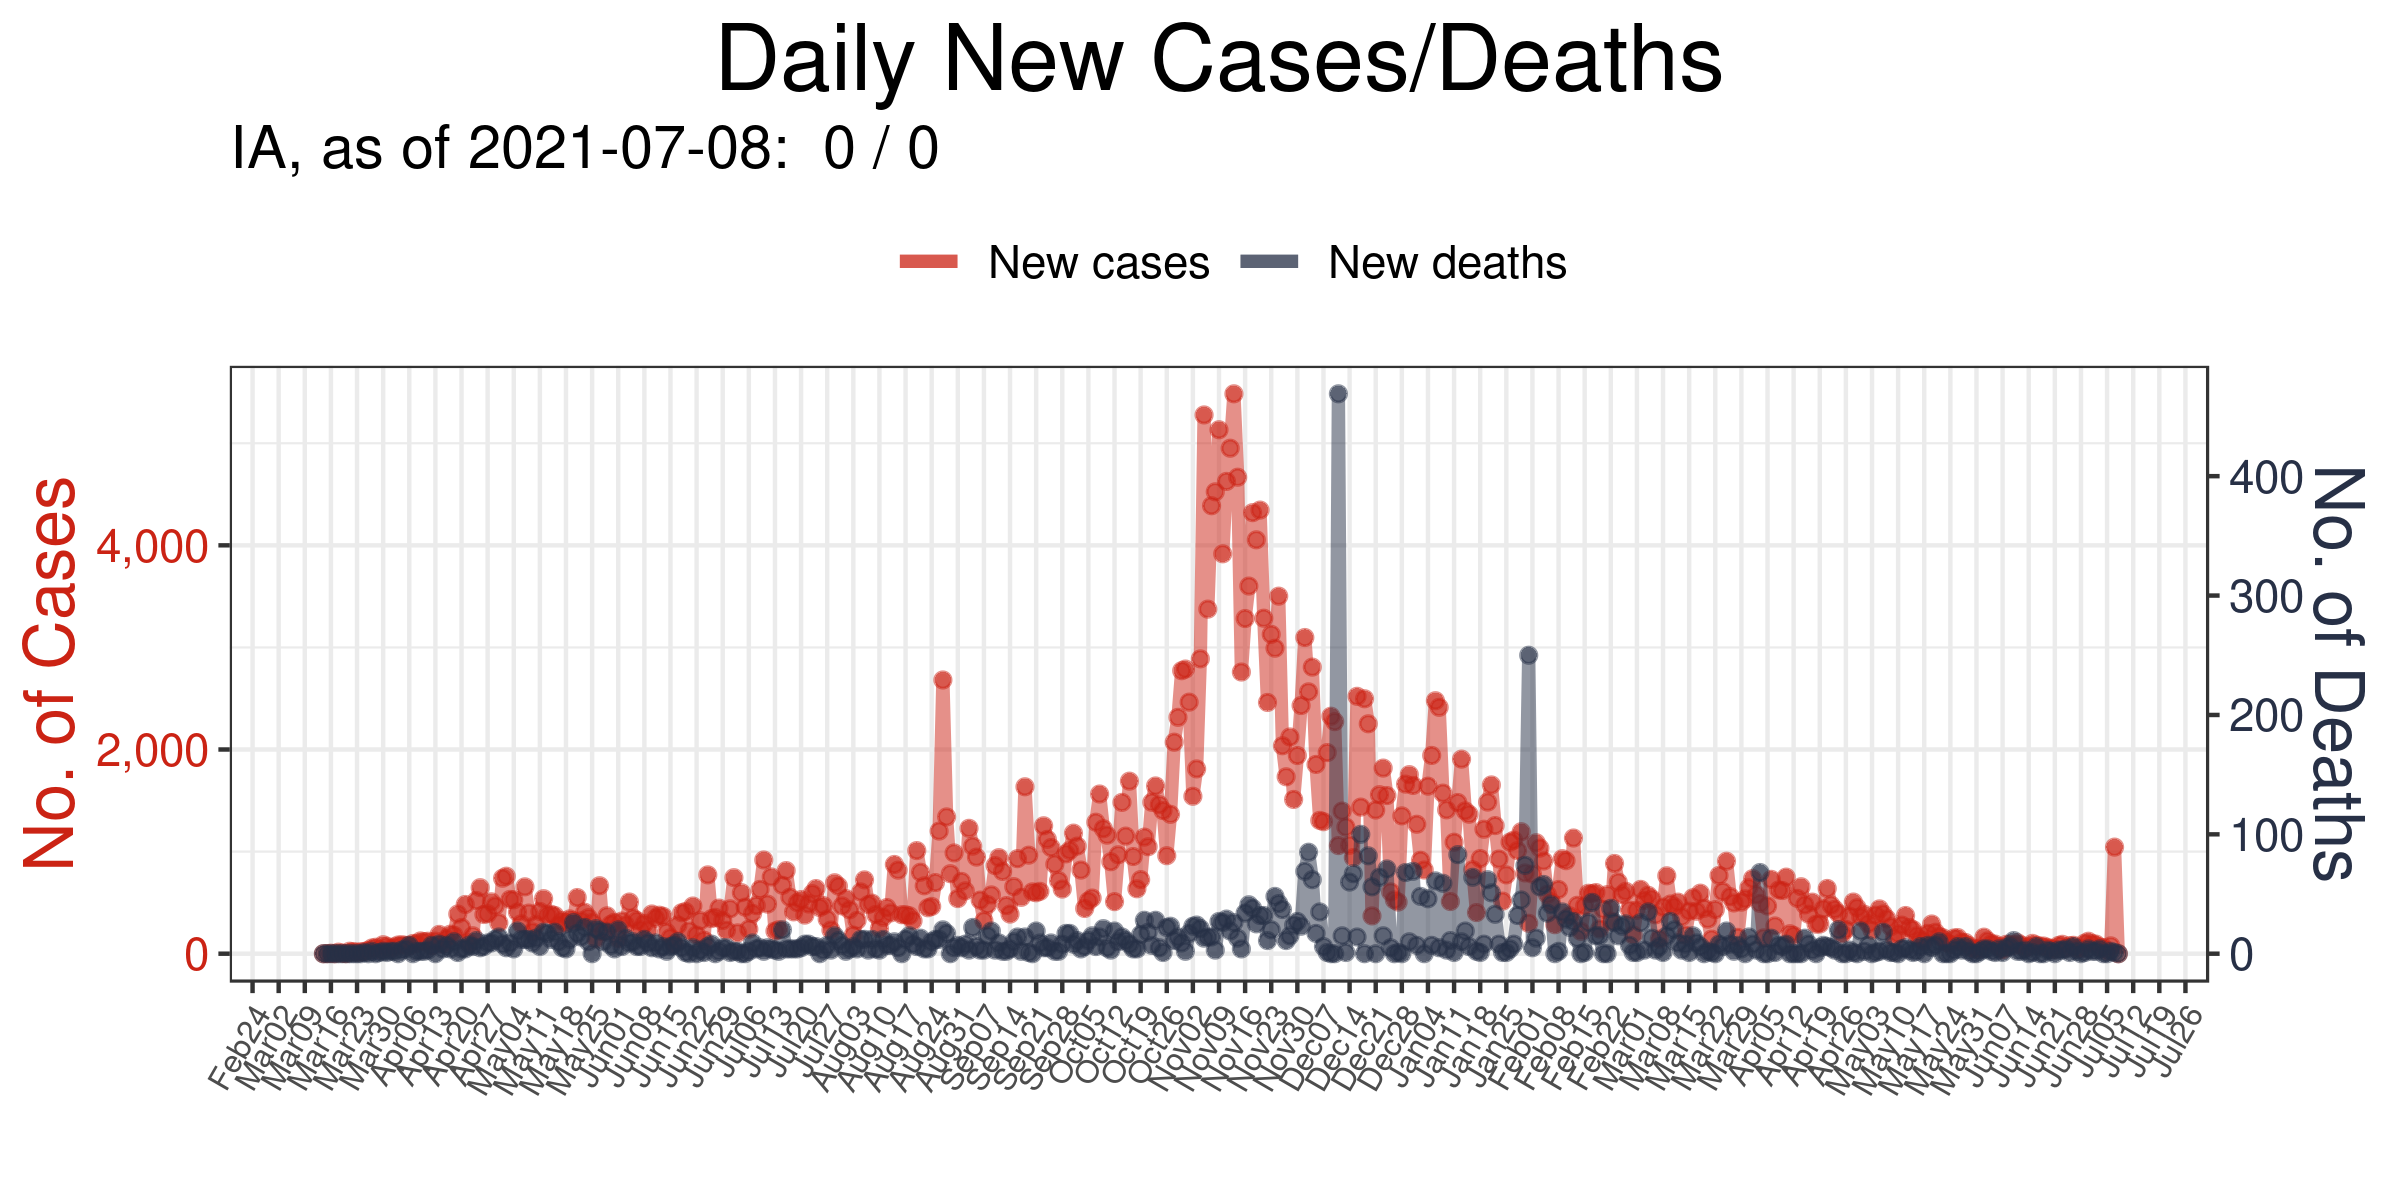 Daily New Cases/Deaths
IA, as of 2021-07-08:  0 / 0
New cases
New deaths
No. of Cases
4,000
2,000
0
400
300
200
100
0
No. of Deaths
Feb24
Mar02
Mar09
Mar16
Mar23
Mar30
Apr06
Apr13
Apr20
Apr27
May04
May11
May18
May25
Jun01
Jun08
Jun15
Jun22
Jun29
Jul06
Jul13
Jul20
Jul27
Aug03
Aug10
Aug17
Aug24
Aug31
Sep07
Sep14
Sep21
Sep28
Oct05
Oct12
Oct19
Oct26
Nov02
Nov09
Nov16
Nov23
Nov30
Dec07
Dec14
Dec21
Dec28
Jan04
Jan11
Jan18
Jan25
Feb01
Feb08
Feb15
Feb22
Mar01
Mar08
Mar15
Mar22
Mar29
Apr05
Apr12
Apr19
Apr26
May03
May10
May17
May24
May31
Jun07
Jun14
Jun21
Jun28
Jul05
Jul12
Jul19
Jul26